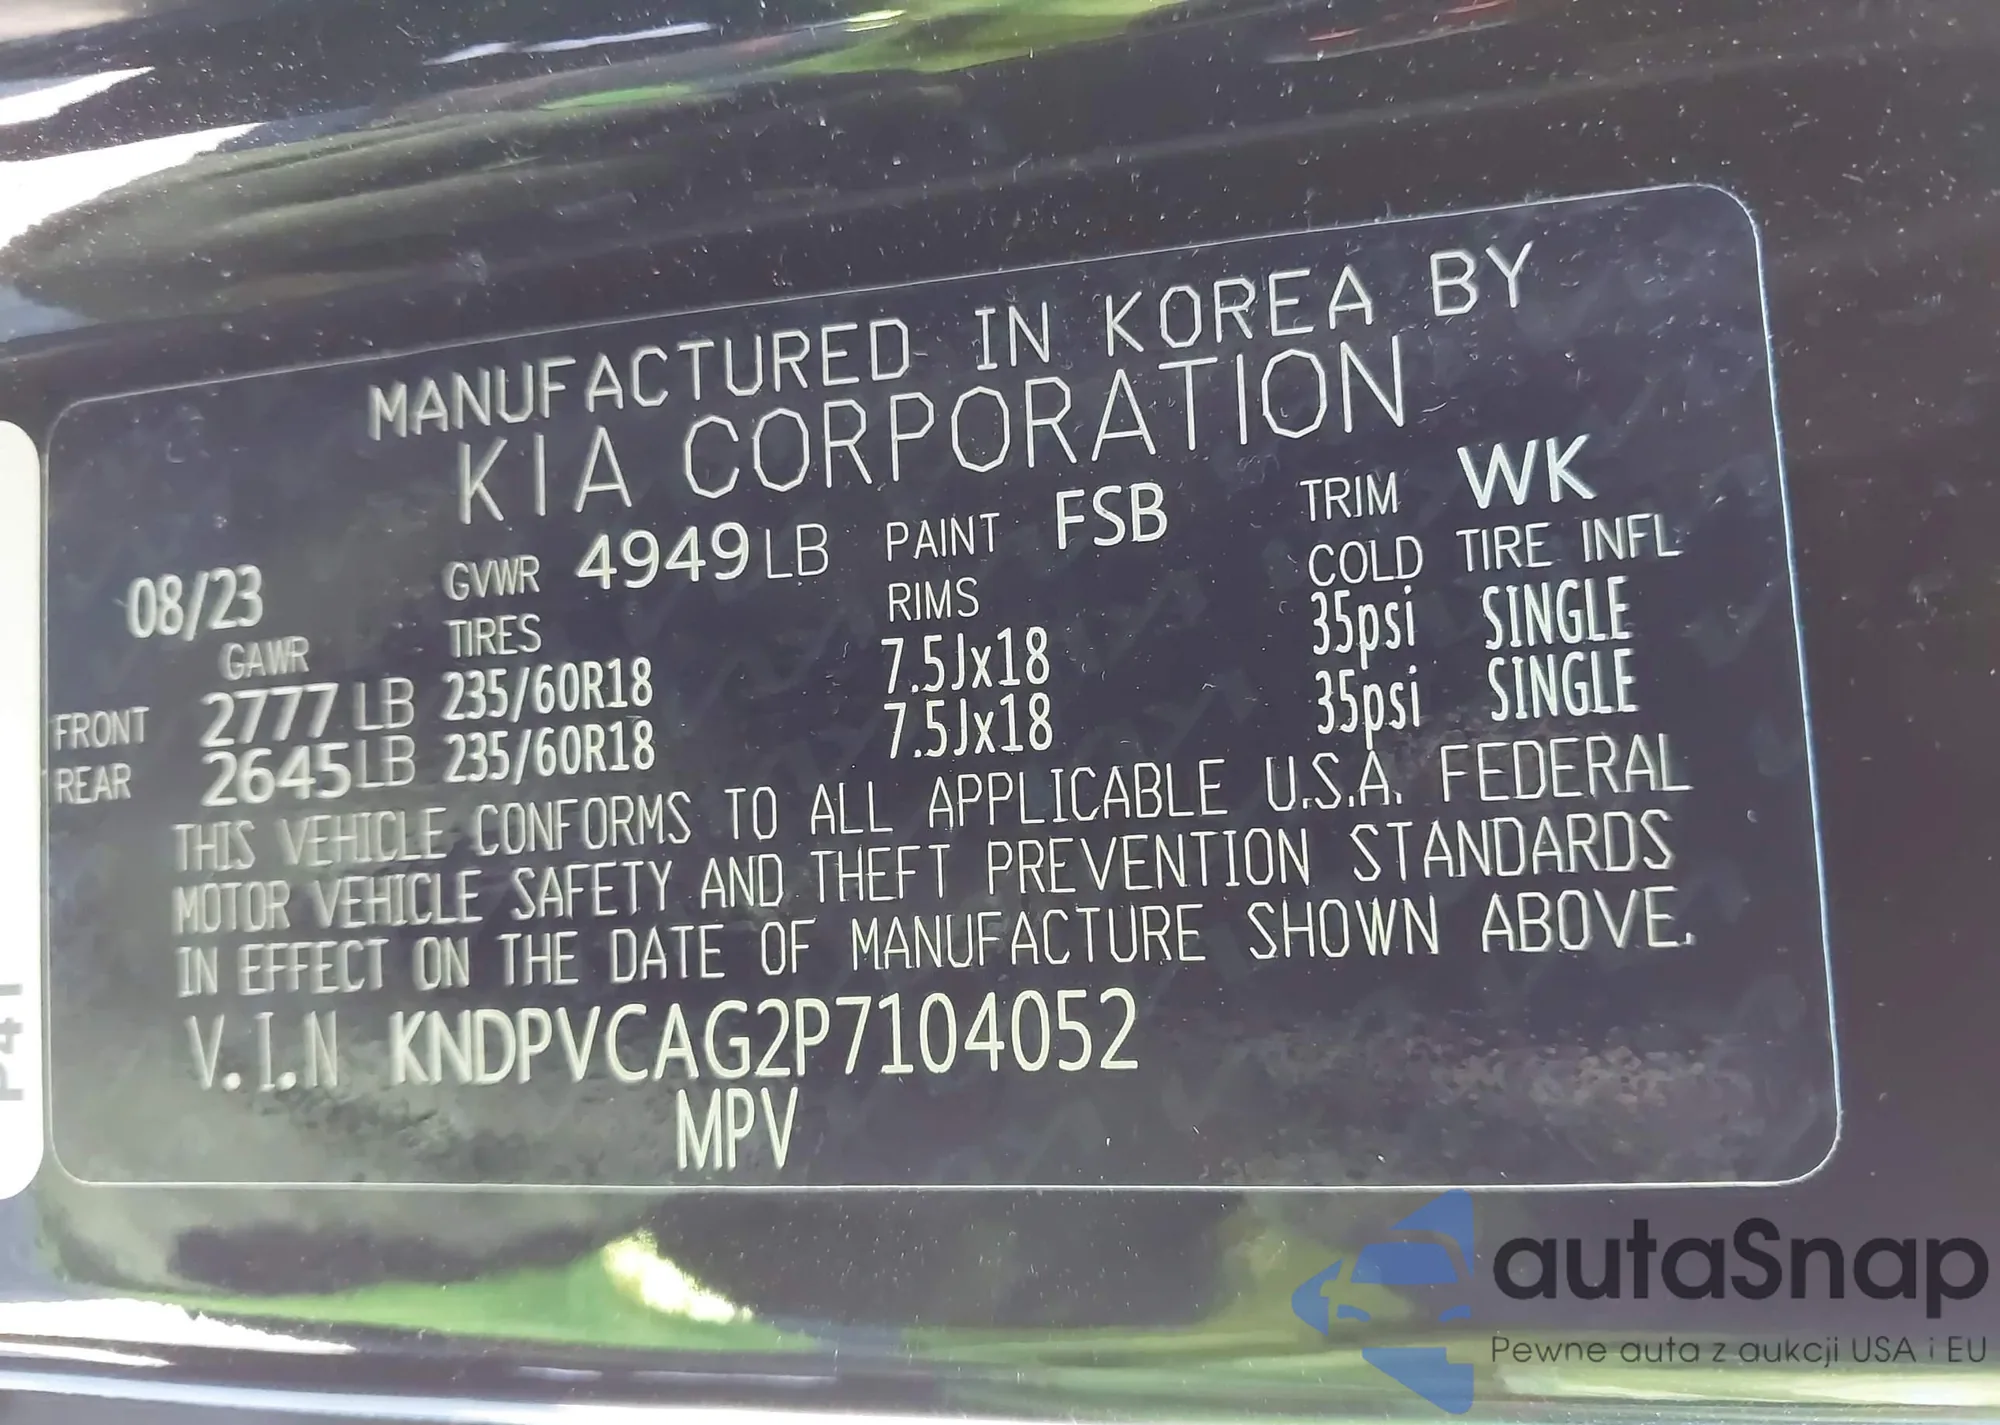 MANUFACTURED IN KOREA BY
KIA CORPORATION
08/23 GVWR 4949LB PAINT FSB TRIM WK
GAWR TIRES RIMS COLD TIRE INFL
FRONT 2777LB 235/60R18 7.5Jx18 35psi SINGLE
REAR 2645LB 235/60R18 7.5Jx18 35psi SINGLE
THIS VEHICLE CONFORMS TO ALL APPLICABLE U.S.A. FEDERAL
MOTOR VEHICLE SAFETY AND THEFT PREVENTION STANDARDS
IN EFFECT ON THE DATE OF MANUFACTURE SHOWN ABOVE.
V.I.N KNDPVCAG2P7104052
MPV
autaSnap
Pewne auta z aukcji USA i EU